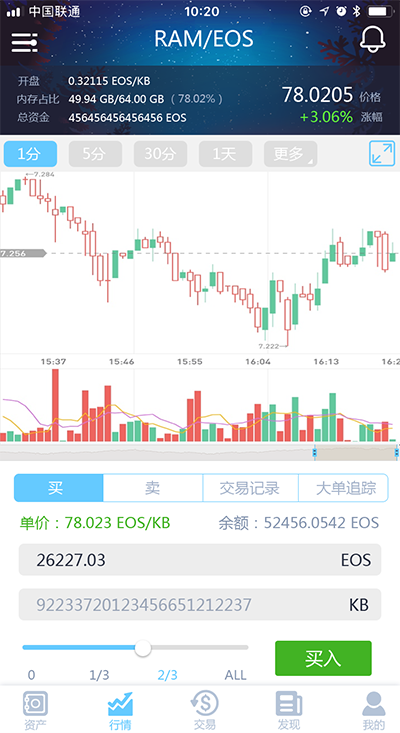 中国联通 10:20
RAM/EOS
开盘 0.32115 EOS/KB
内存占比 49.94 GB/64.00 GB ( 78.02% ) 78.0205 价格
总资金 456456456456456 EOS +3.06% 涨幅
1分 5分 30分 1天 更多
7.284
7.256
7.222
15:37 15:46 15:55 16:04 16:13 16:2
买 卖 交易记录 大单追踪
单价: 78.023 EOS/KB 余额: 52456.0542 EOS
26227.03 EOS
92233720123456651212237 KB
0 1/3 2/3 ALL 买入
资产 行情 交易 发现 我的